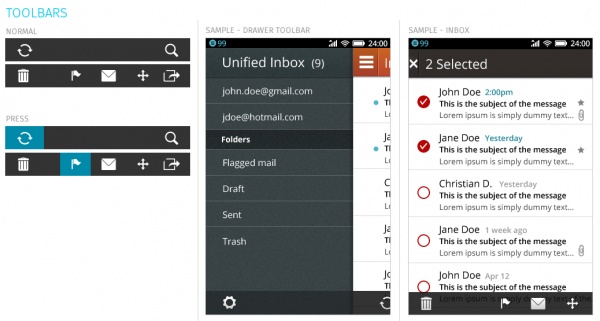 TOOLBARS
NORMAL
PRESS
SAMPLE - DRAWER TOOLBAR
99 24:00
Unified Inbox (9)
john.doe@gmail.com
jdoe@hotmail.com
Folders
Flagged mail
Draft
Sent
Trash
SAMPLE - INBOX
99 24:00
2 Selected
John Doe 2:00pm
This is the subject of the message
Lorem ipsum is simply dummy text...
Jane Doe Yesterday
This is the subject of the message
Lorem ipsum is simply dummy text...
Christian D. Yesterday
This is the subject of the message
Lorem ipsum is simply dummy text...
Jane Doe 1 week ago
This is the subject of the message
Lorem ipsum is simply dummy text...
John Doe Apr 12
This is the subject of the message